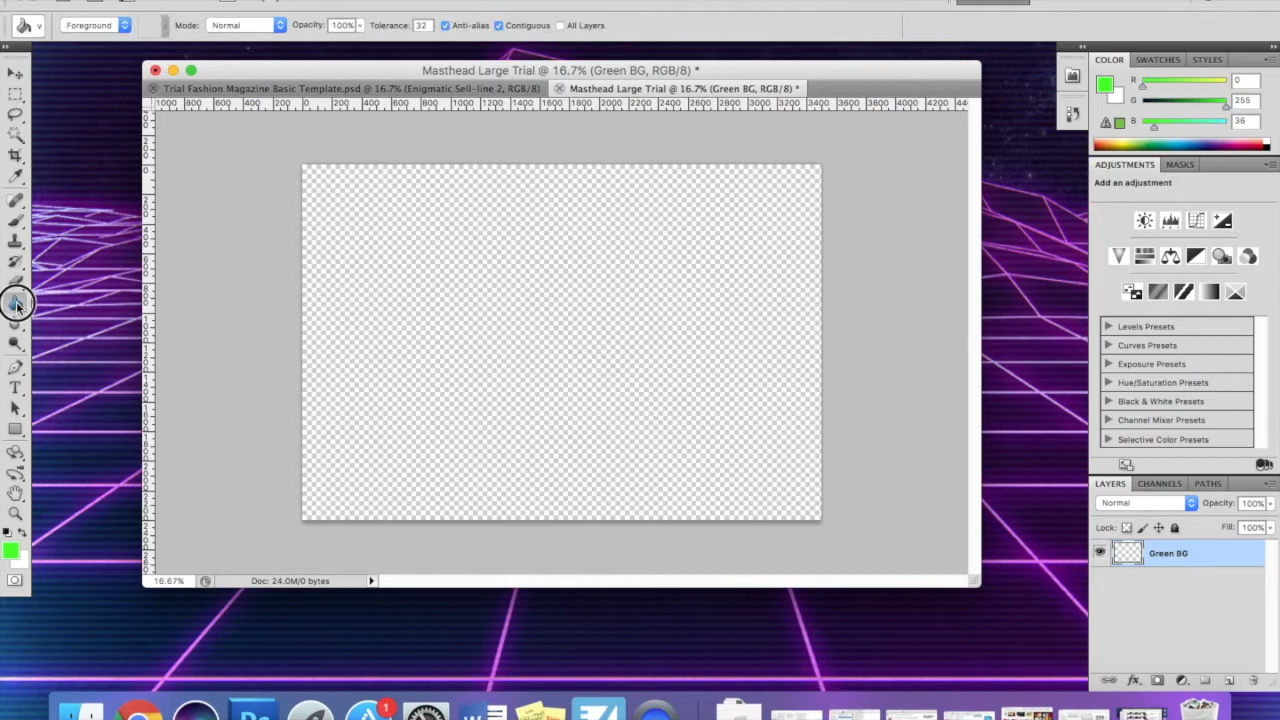 Foreground Mode: Normal Opacity: 100% Tolerance: 32 Anti-alias Contiguous All Layers
Masthead Large Trial @ 16.7% (Green BG, RGB/8) *
Trial Fashion Magazine Basic Template.psd @ 16.7% (Enigmatic Sell-line 2, RGB/8) Masthead Large Trial @ 16.7% (Green BG, RGB/8) *
1000 800 600 400 200 0 200 400 600 800 1000 1200 1400 1600 1800 2000 2200 2400 2600 2800 3000 3200 3400 3600 3800 4000 4200
COLOR SWATCHES STYLES
R 0
G 255
B 36
ADJUSTMENTS MASKS
Add an adjustment
Levels Presets
Curves Presets
Exposure Presets
Hue/Saturation Presets
Black & White Presets
Channel Mixer Presets
Selective Color Presets
LAYERS CHANNELS PATHS
Normal Opacity: 100%
Lock: Fill: 100%
Green BG
16.67% Doc: 24.0M/0 bytes
1